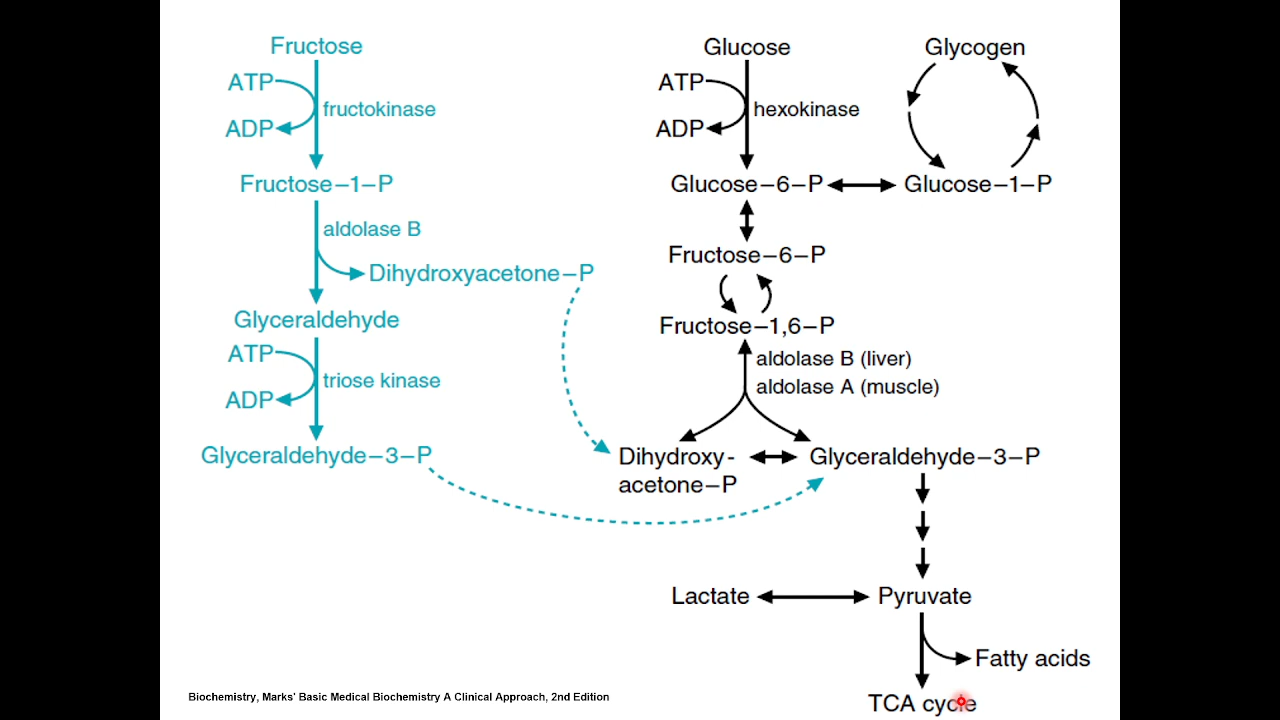 Fructose
ATP
fructokinase
ADP
Fructose–1–P
aldolase B
Dihydroxyacetone–P
Glyceraldehyde
ATP
triose kinase
ADP
Glyceraldehyde–3–P
Glucose
ATP
hexokinase
ADP
Glucose–6–P
Glycogen
Glucose–1–P
Fructose–6–P
Fructose–1,6–P
aldolase B (liver)
aldolase A (muscle)
Dihydroxy-
acetone–P
Glyceraldehyde–3–P
Lactate
Pyruvate
Fatty acids
TCA cycle
Biochemistry, Marks' Basic Medical Biochemistry A Clinical Approach, 2nd Edition